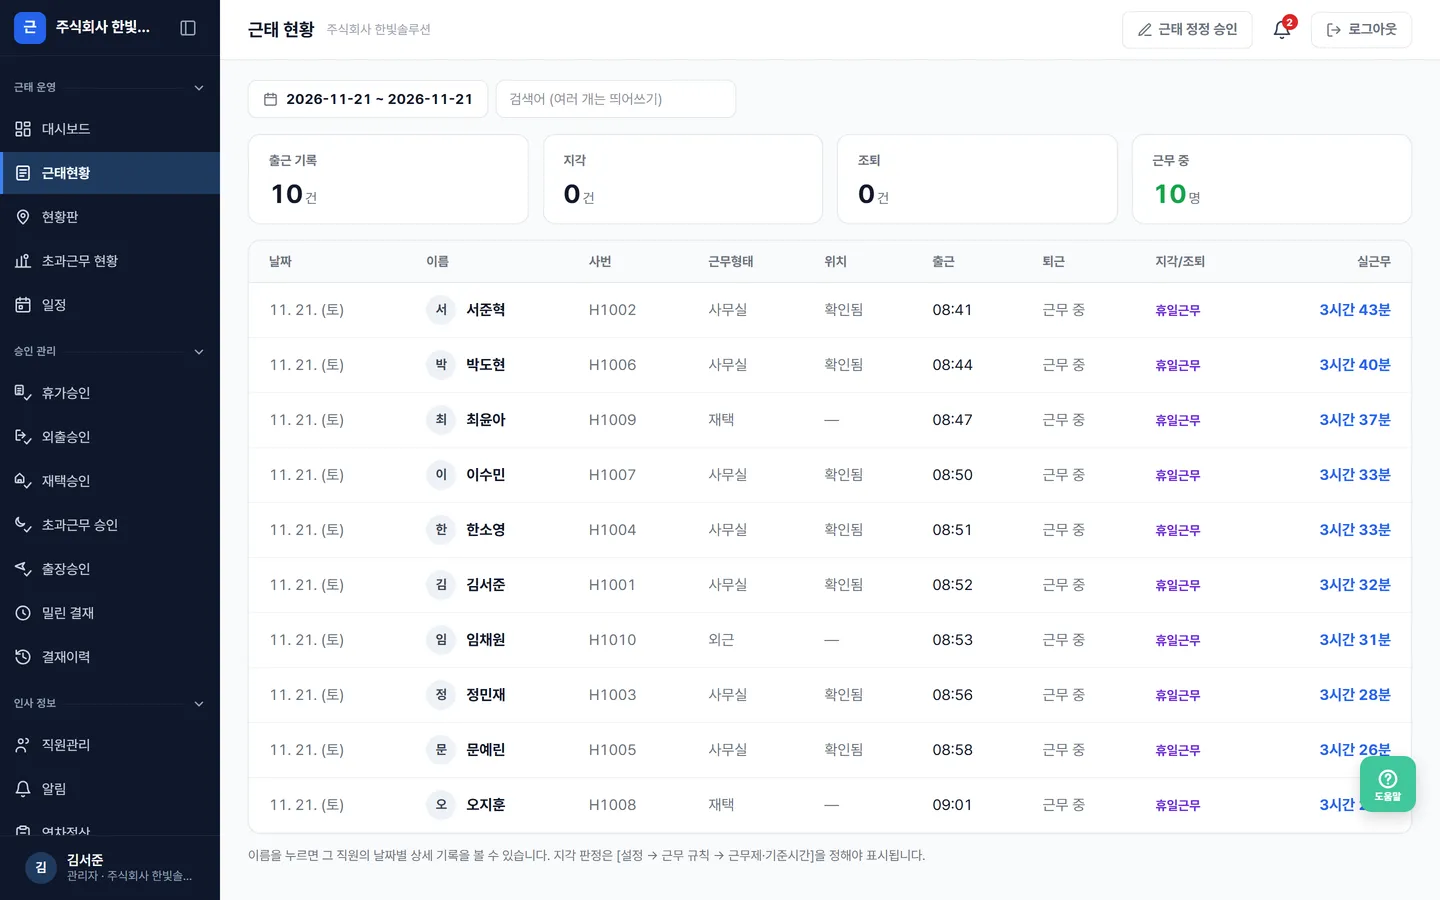 근 주식회사 한빛...
근태 운영
대시보드
근태현황
현황판
초과근무 현황
일정
승인 관리
휴가승인
외출승인
재택승인
초과근무 승인
출장승인
밀린 결재
결재이력
인사 정보
직원관리
알림
연차정산
김 김서준
관리자 · 주식회사 한빛솔...
근태 현황 주식회사 한빛솔루션
근태 정정 승인 2 로그아웃
2026-11-21 ~ 2026-11-21 검색어 (여러 개는 띄어쓰기)
출근 기록 지각 조퇴 근무 중
10건 0건 0건 10명
날짜 이름 사번 근무형태 위치 출근 퇴근 지각/조퇴 실근무
11. 21. (토) 서 서준혁 H1002 사무실 확인됨 08:41 근무 중 휴일근무 3시간 43분
11. 21. (토) 박 박도현 H1006 사무실 확인됨 08:44 근무 중 휴일근무 3시간 40분
11. 21. (토) 최 최윤아 H1009 재택 — 08:47 근무 중 휴일근무 3시간 37분
11. 21. (토) 이 이수민 H1007 사무실 확인됨 08:50 근무 중 휴일근무 3시간 33분
11. 21. (토) 한 한소영 H1004 사무실 확인됨 08:51 근무 중 휴일근무 3시간 33분
11. 21. (토) 김 김서준 H1001 사무실 확인됨 08:52 근무 중 휴일근무 3시간 32분
11. 21. (토) 임 임채원 H1010 외근 — 08:53 근무 중 휴일근무 3시간 31분
11. 21. (토) 정 정민재 H1003 사무실 확인됨 08:56 근무 중 휴일근무 3시간 28분
11. 21. (토) 문 문예린 H1005 사무실 확인됨 08:58 근무 중 휴일근무 3시간 26분
11. 21. (토) 오 오지훈 H1008 재택 — 09:01 근무 중 휴일근무 3시간
도움말
이름을 누르면 그 직원의 날짜별 상세 기록을 볼 수 있습니다. 지각 판정은 [설정 → 근무 규칙 → 근무제·기준시간]을 정해야 표시됩니다.